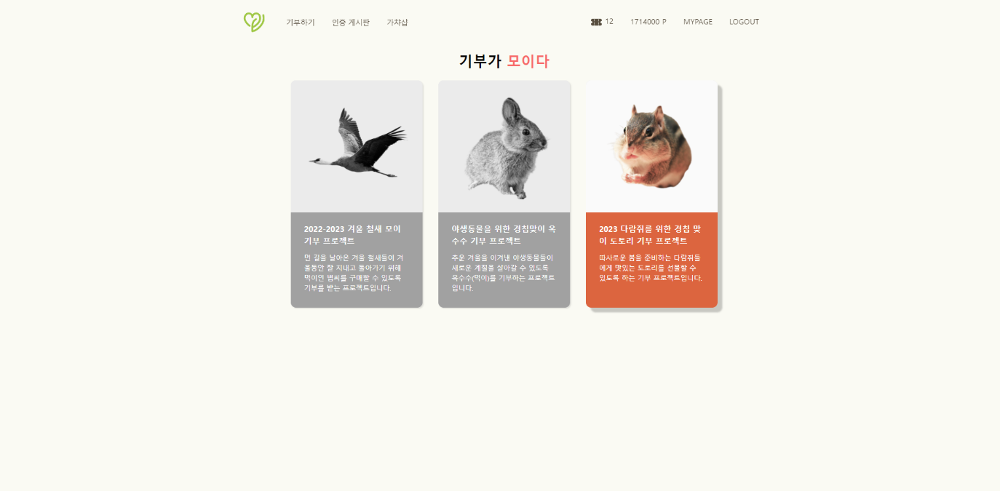 기부하기 인증 게시판 가챠샵 12 1714000 P MYPAGE LOGOUT
기부가 모이다
2022-2023 겨울 철새 모이
기부 프로젝트
먼 길을 날아온 겨울 철새들이 겨
울동안 잘 지내고 돌아가기 위해
먹이인 볍씨를 구매할 수 있도록
기부를 받는 프로젝트입니다.
야생동물을 위한 경칩맞이 옥
수수 기부 프로젝트
추운 겨울을 이겨낸 야생동물들이
새로운 계절을 살아갈 수 있도록
옥수수(먹이)를 기부하는 프로젝트
입니다.
2023 다람쥐를 위한 경칩 맞
이 도토리 기부 프로젝트
따사로운 봄을 준비하는 다람쥐들
에게 맛있는 도토리를 선물할 수
있도록 하는 기부 프로젝트입니다.